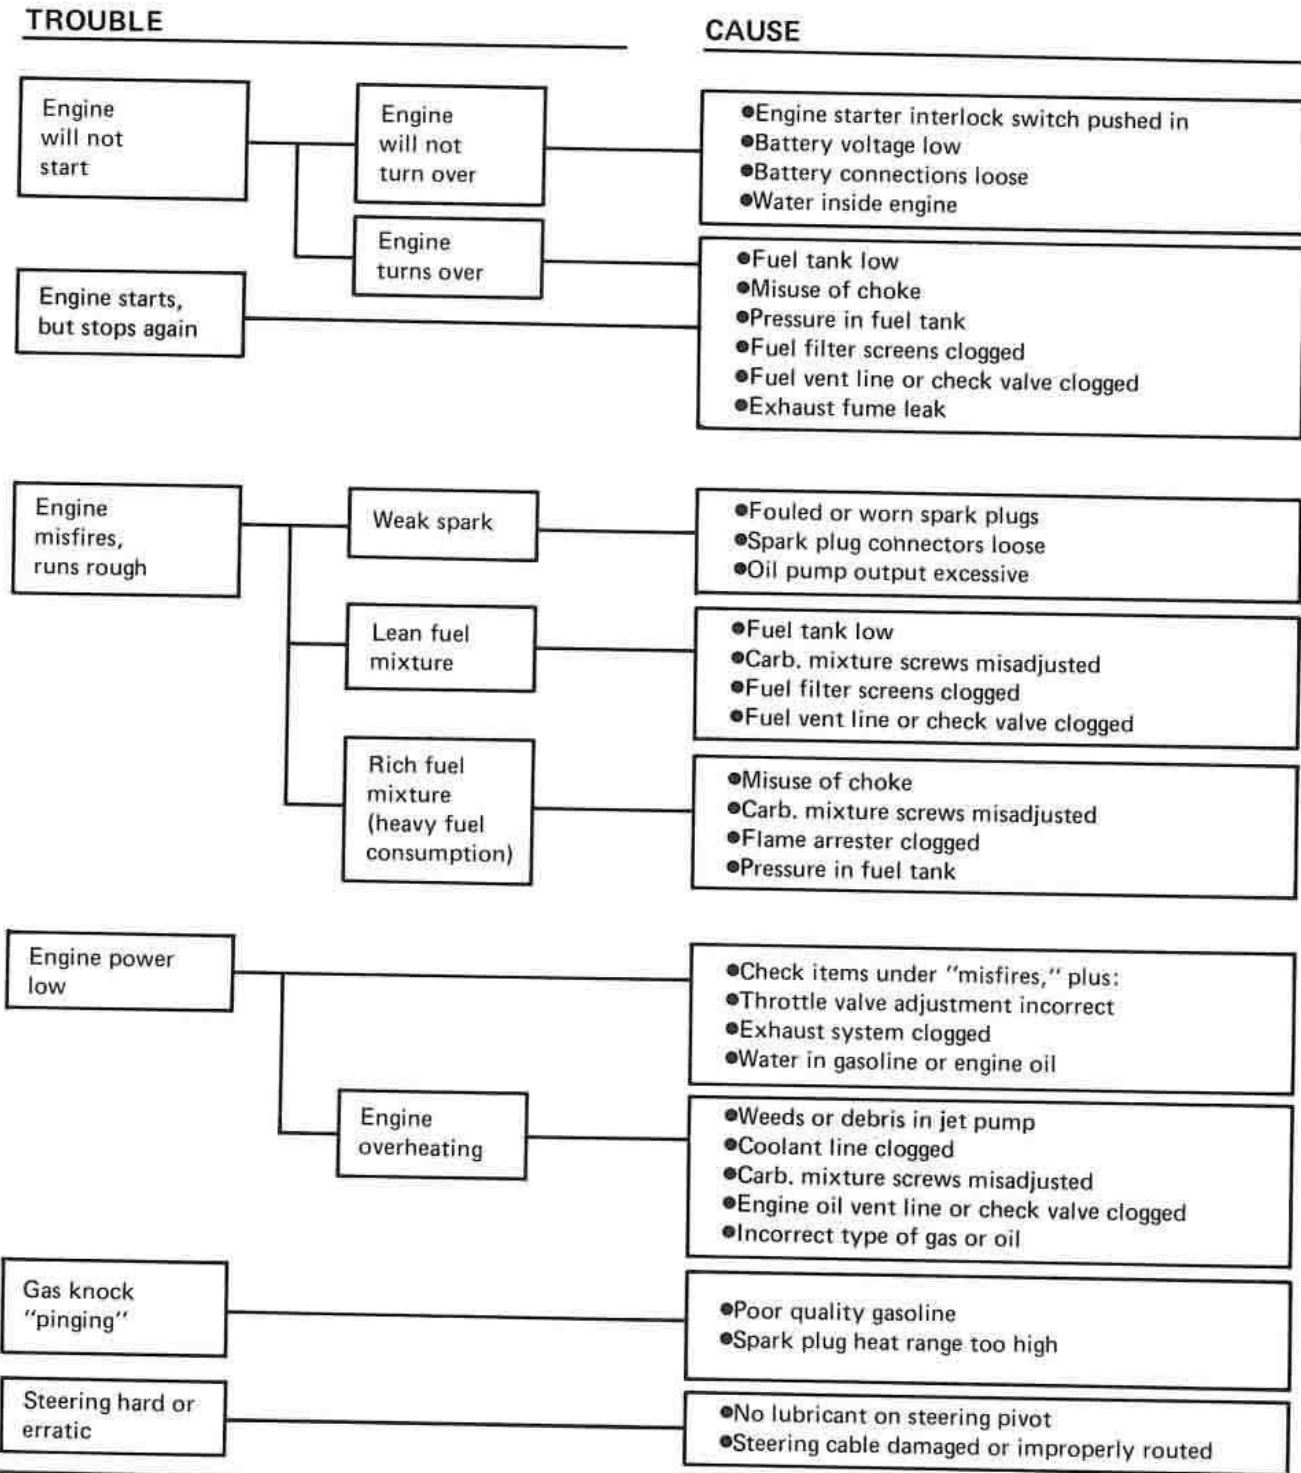 TROUBLE
CAUSE
Engine
will not
start
Engine
will not
turn over
●Engine starter interlock switch pushed in
●Battery voltage low
●Battery connections loose
●Water inside engine
Engine
turns over
Engine starts,
but stops again
●Fuel tank low
●Misuse of choke
●Pressure in fuel tank
●Fuel filter screens clogged
●Fuel vent line or check valve clogged
●Exhaust fume leak
Engine
misfires,
runs rough
Weak spark
●Fouled or worn spark plugs
●Spark plug connectors loose
●Oil pump output excessive
Lean fuel
mixture
●Fuel tank low
●Carb. mixture screws misadjusted
●Fuel filter screens clogged
●Fuel vent line or check valve clogged
Rich fuel
mixture
(heavy fuel
consumption)
●Misuse of choke
●Carb. mixture screws misadjusted
●Flame arrester clogged
●Pressure in fuel tank
Engine power
low
●Check items under "misfires," plus:
●Throttle valve adjustment incorrect
●Exhaust system clogged
●Water in gasoline or engine oil
Engine
overheating
●Weeds or debris in jet pump
●Coolant line clogged
●Carb. mixture screws misadjusted
●Engine oil vent line or check valve clogged
●Incorrect type of gas or oil
Gas knock
"pinging"
●Poor quality gasoline
●Spark plug heat range too high
Steering hard or
erratic
●No lubricant on steering pivot
●Steering cable damaged or improperly routed